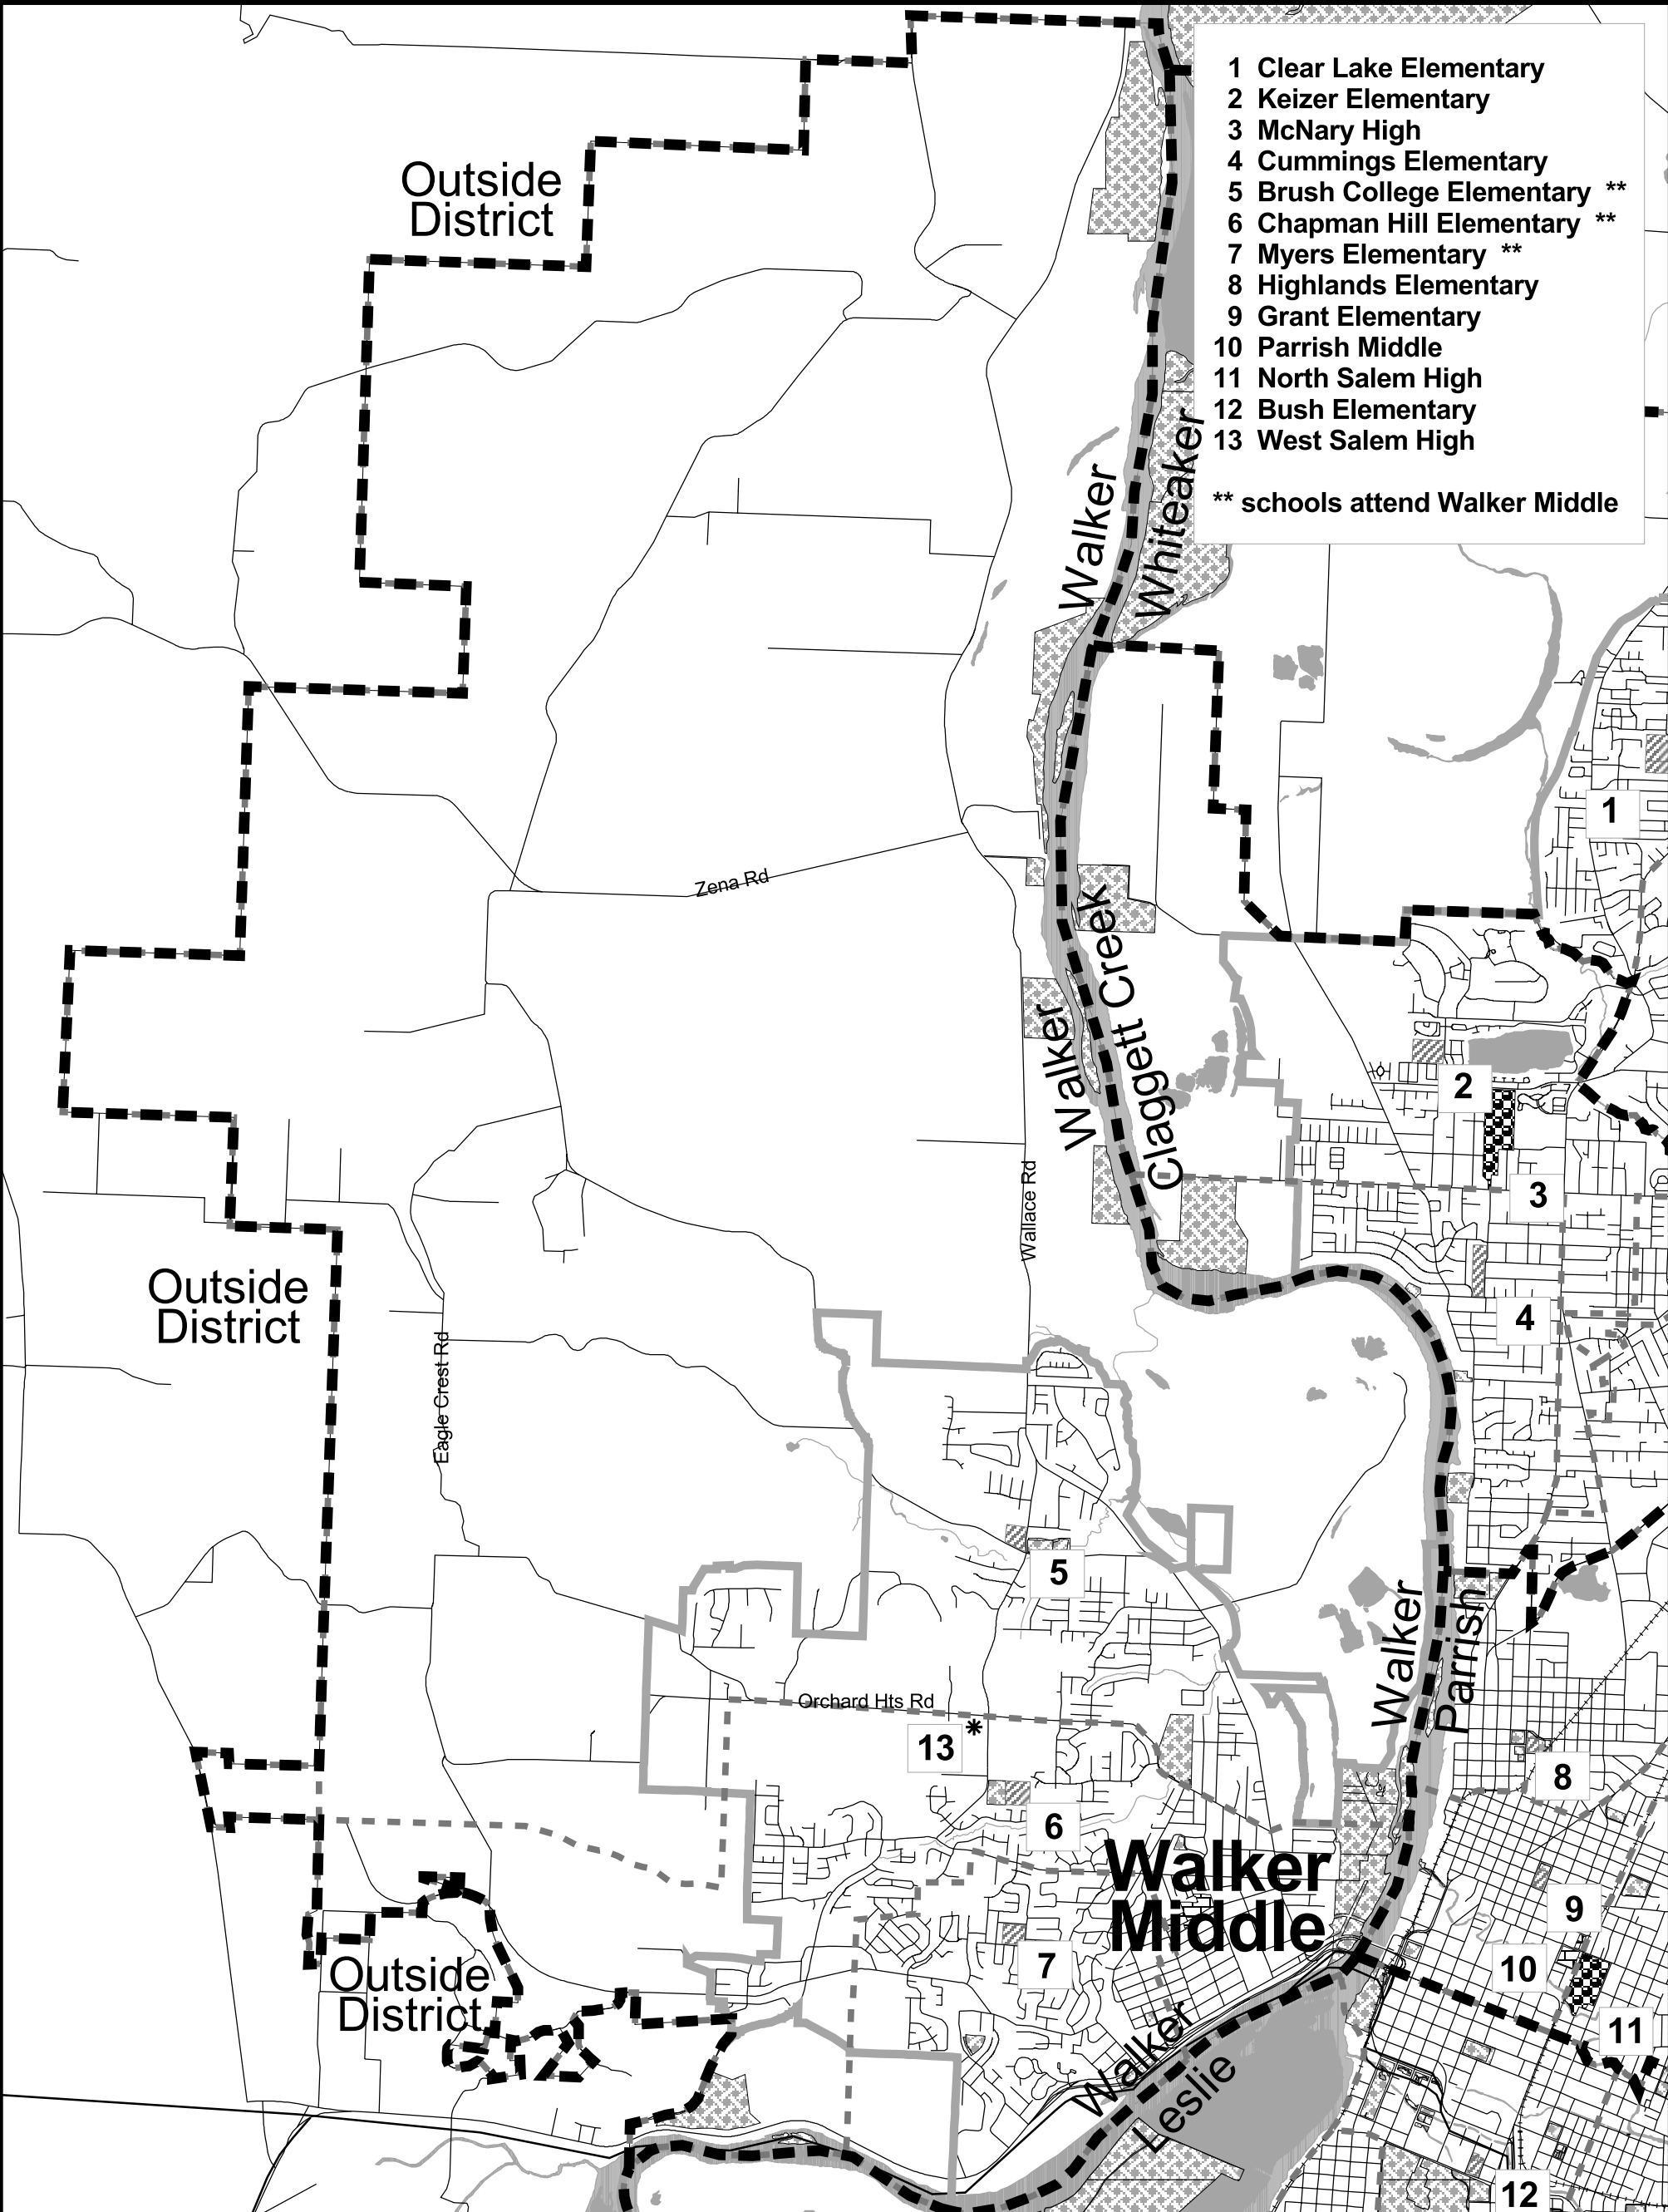 1 Clear Lake Elementary
2 Keizer Elementary
3 McNary High
4 Cummings Elementary
5 Brush College Elementary **
6 Chapman Hill Elementary **
7 Myers Elementary **
8 Highlands Elementary
9 Grant Elementary
10 Parrish Middle
11 North Salem High
12 Bush Elementary
13 West Salem High
** schools attend Walker Middle
Outside
District
Walker
Whiteaker
1
Zena Rd
Walker
Claggett Creek
2
Wallace Rd
3
Outside
District
4
Eagle Crest Rd
5
Walker
Parrish
Orchard Hts Rd
13 *
8
6
Walker
Middle
9
7
10
Outside
District
11
Walker
Leslie
12